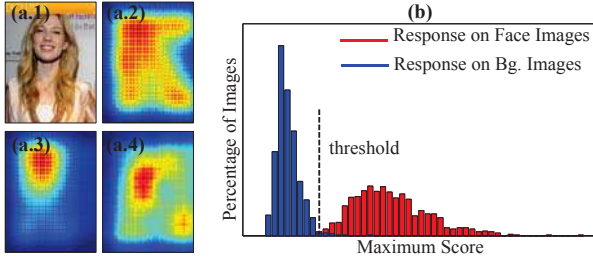 (a.1)
(a.2)
(b)
Response on Face Images
Response on Bg. Images
(a.3)
(a.4)
threshold
Percentage of Images
Maximum Score